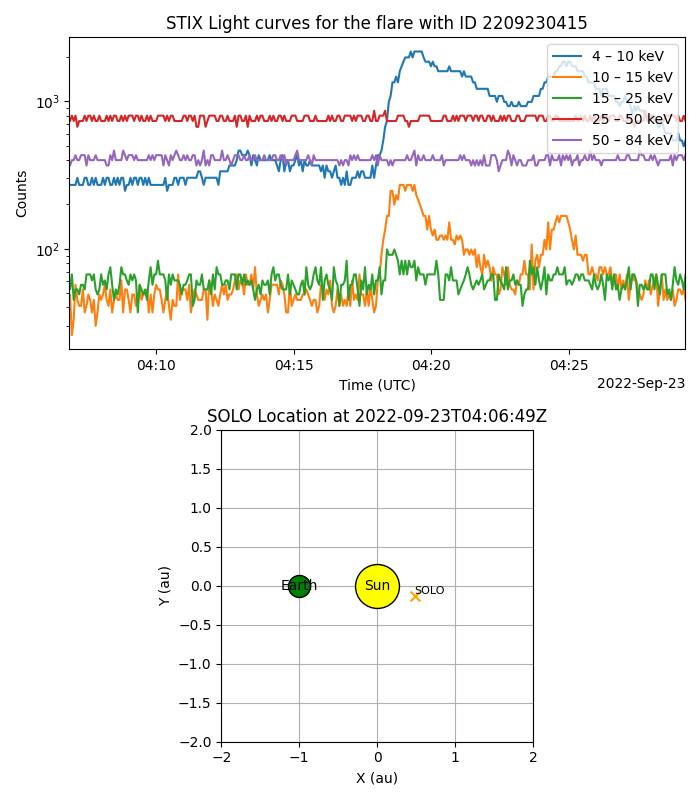 STIX Light curves for the flare with ID 2209230415
4 – 10 keV
10 – 15 keV
15 – 25 keV
25 – 50 keV
50 – 84 keV
10³
10²
Counts
04:10 04:15 04:20 04:25
Time (UTC)
2022-Sep-23
SOLO Location at 2022-09-23T04:06:49Z
2.0
1.5
1.0
0.5
0.0
−0.5
−1.0
−1.5
−2.0
Y (au)
Earth Sun SOLO
−2 −1 0 1 2
X (au)